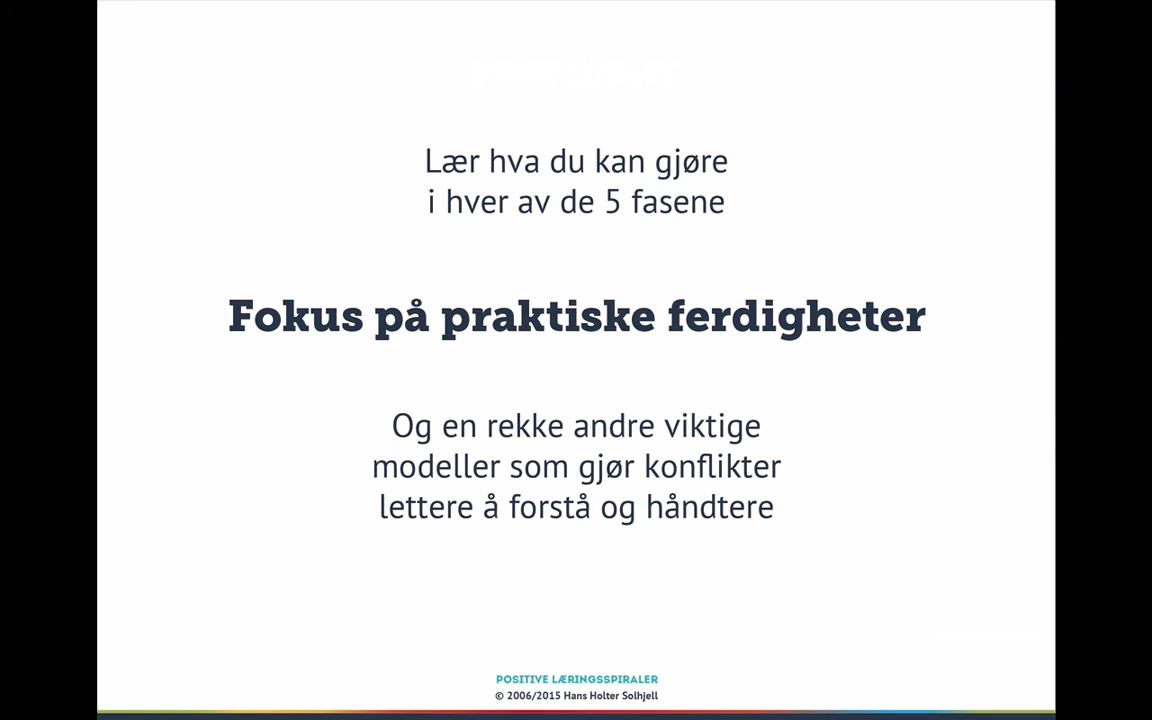 Lær hva du kan gjøre
i hver av de 5 fasene
Fokus på praktiske ferdigheter
Og en rekke andre viktige
modeller som gjør konflikter
lettere å forstå og håndtere
POSITIVE LÆRINGSSPIRALER
© 2006/2015 Hans Holter Solhjell